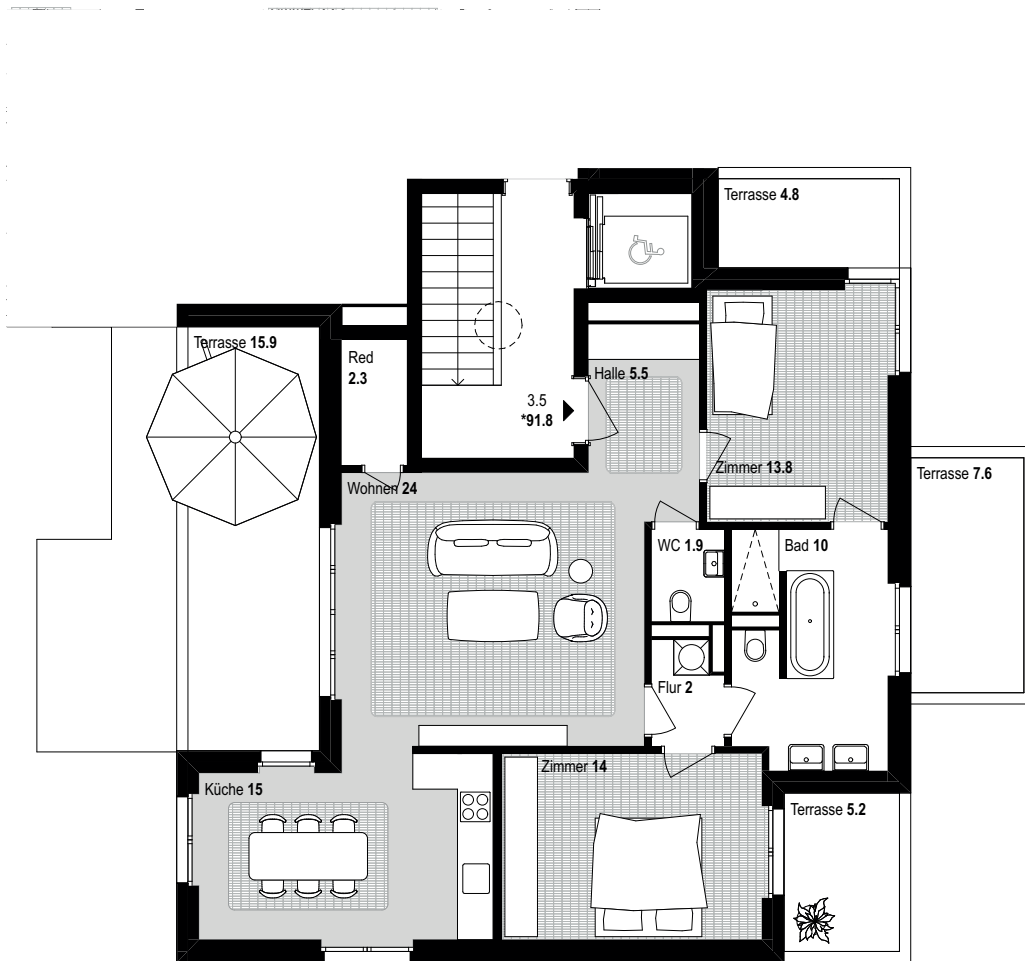 Terrasse 4.8
Terrasse 15.9
Red
2.3
Halle 5.5
3.5
*91.8
Zimmer 13.8
Terrasse 7.6
Wohnen 24
WC 1.9
Bad 10
Flur 2
Zimmer 14
Küche 15
Terrasse 5.2